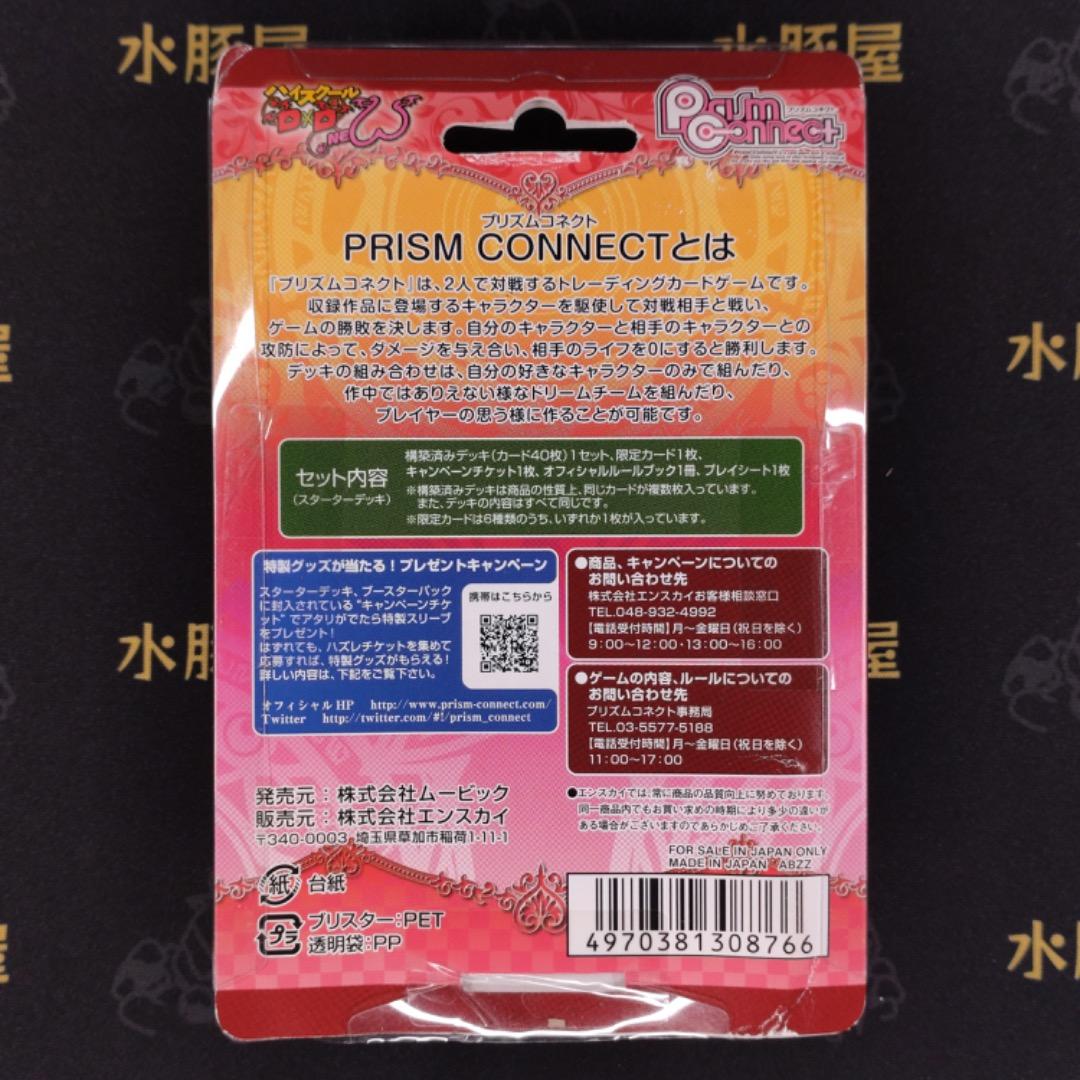 水豚屋
ハイスクール
D×D
NEW
Prism
Connect
プリズムコネクト
プリズムコネクト
PRISM CONNECTとは
『プリズムコネクト』は、2人で対戦するトレーディングカードゲームです。
収録作品に登場するキャラクターを駆使して対戦相手と戦い、
ゲームの勝敗を決します。自分のキャラクターと相手のキャラクターとの
攻防によって、ダメージを与え合い、相手のライフを0にすると勝利します。
デッキの組み合わせは、自分の好きなキャラクターのみで組んだり、
作中ではありえない様なドリームチームを組んだり、
プレイヤーの思う様に作ることが可能です。
セット内容
(スターターデッキ)
構築済みデッキ(カード40枚)1セット、限定カード1枚、
キャンペーンチケット1枚、オフィシャルルールブック1冊、プレイシート1枚
※構築済みデッキは商品の性質上、同じカードが複数枚入っています。
また、デッキの内容はすべて同じです。
※限定カードは6種類のうち、いずれか1枚が入っています。
特製グッズが当たる!プレゼントキャンペーン
スターターデッキ、ブースターパック
に封入されている"キャンペーンチケ
ット"でアタリがでたら特製スリーブ
をプレゼント!
はずれても、ハズレチケットを集めて
応募すれば、特製グッズがもらえる!
詳しい内容は、下記をご覧下さい。
携帯はこちらから
オフィシャルHP http://www.prism-connect.com/
Twitter http://twitter.com/#!/prism_connect
●商品、キャンペーンについての
お問い合わせ先
株式会社エンスカイお客様相談窓口
TEL.048-932-4992
【電話受付時間】月〜金曜日(祝日を除く)
9:00〜12:00・13:00〜16:00
●ゲームの内容、ルールについての
お問い合わせ先
プリズムコネクト事務局
TEL.03-5577-5188
【電話受付時間】月〜金曜日(祝日を除く)
11:00〜17:00
発売元:株式会社ムービック
販売元:株式会社エンスカイ
〒340-0003 埼玉県草加市稲荷1-11-1
●エンスカイでは、常に商品の品質向上に努めております。
同一商品内でもお買い求めの時期により多少の違いが
ある場合がございますのであらかじめご了承ください。
FOR SALE IN JAPAN ONLY
MADE IN JAPAN ABZZ
紙 台紙
プラ ブリスター:PET
透明袋:PP
4970381308766
水
屋
水
水豚屋
水
屋
水